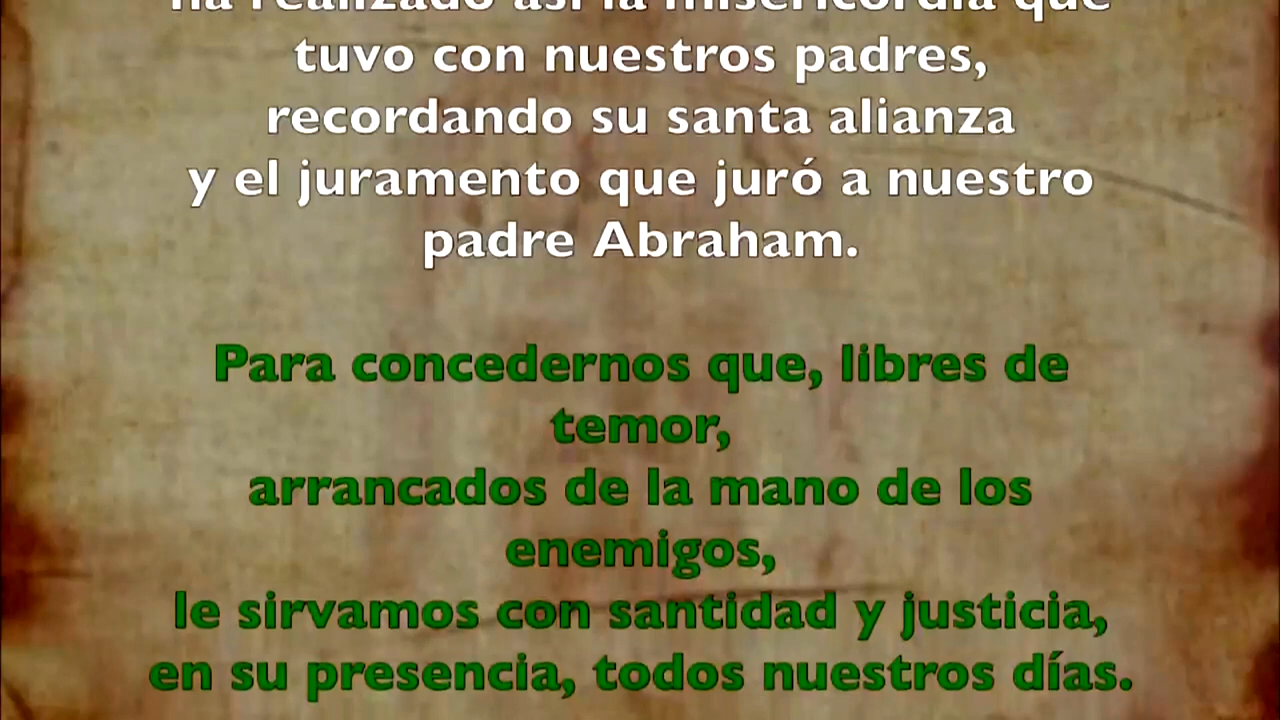 ha realizado así la misericordia que
tuvo con nuestros padres,
recordando su santa alianza
y el juramento que juró a nuestro
padre Abraham.
Para concedernos que, libres de
temor,
arrancados de la mano de los
enemigos,
le sirvamos con santidad y justicia,
en su presencia, todos nuestros días.